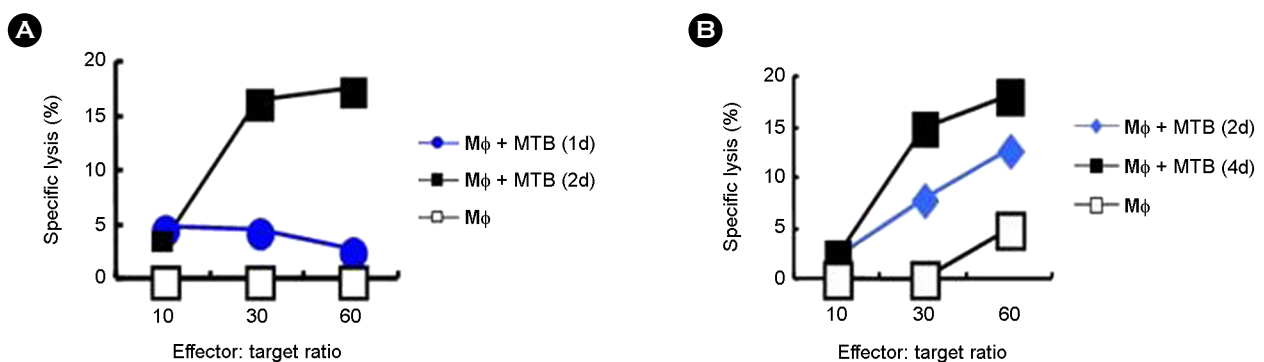 A
Specific lysis (%)
20
15
10
5
0
10 30 60
Effector: target ratio
Mϕ + MTB (1d)
Mϕ + MTB (2d)
Mϕ
B
Specific lysis (%)
20
15
10
5
0
10 30 60
Effector: target ratio
Mϕ + MTB (2d)
Mϕ + MTB (4d)
Mϕ